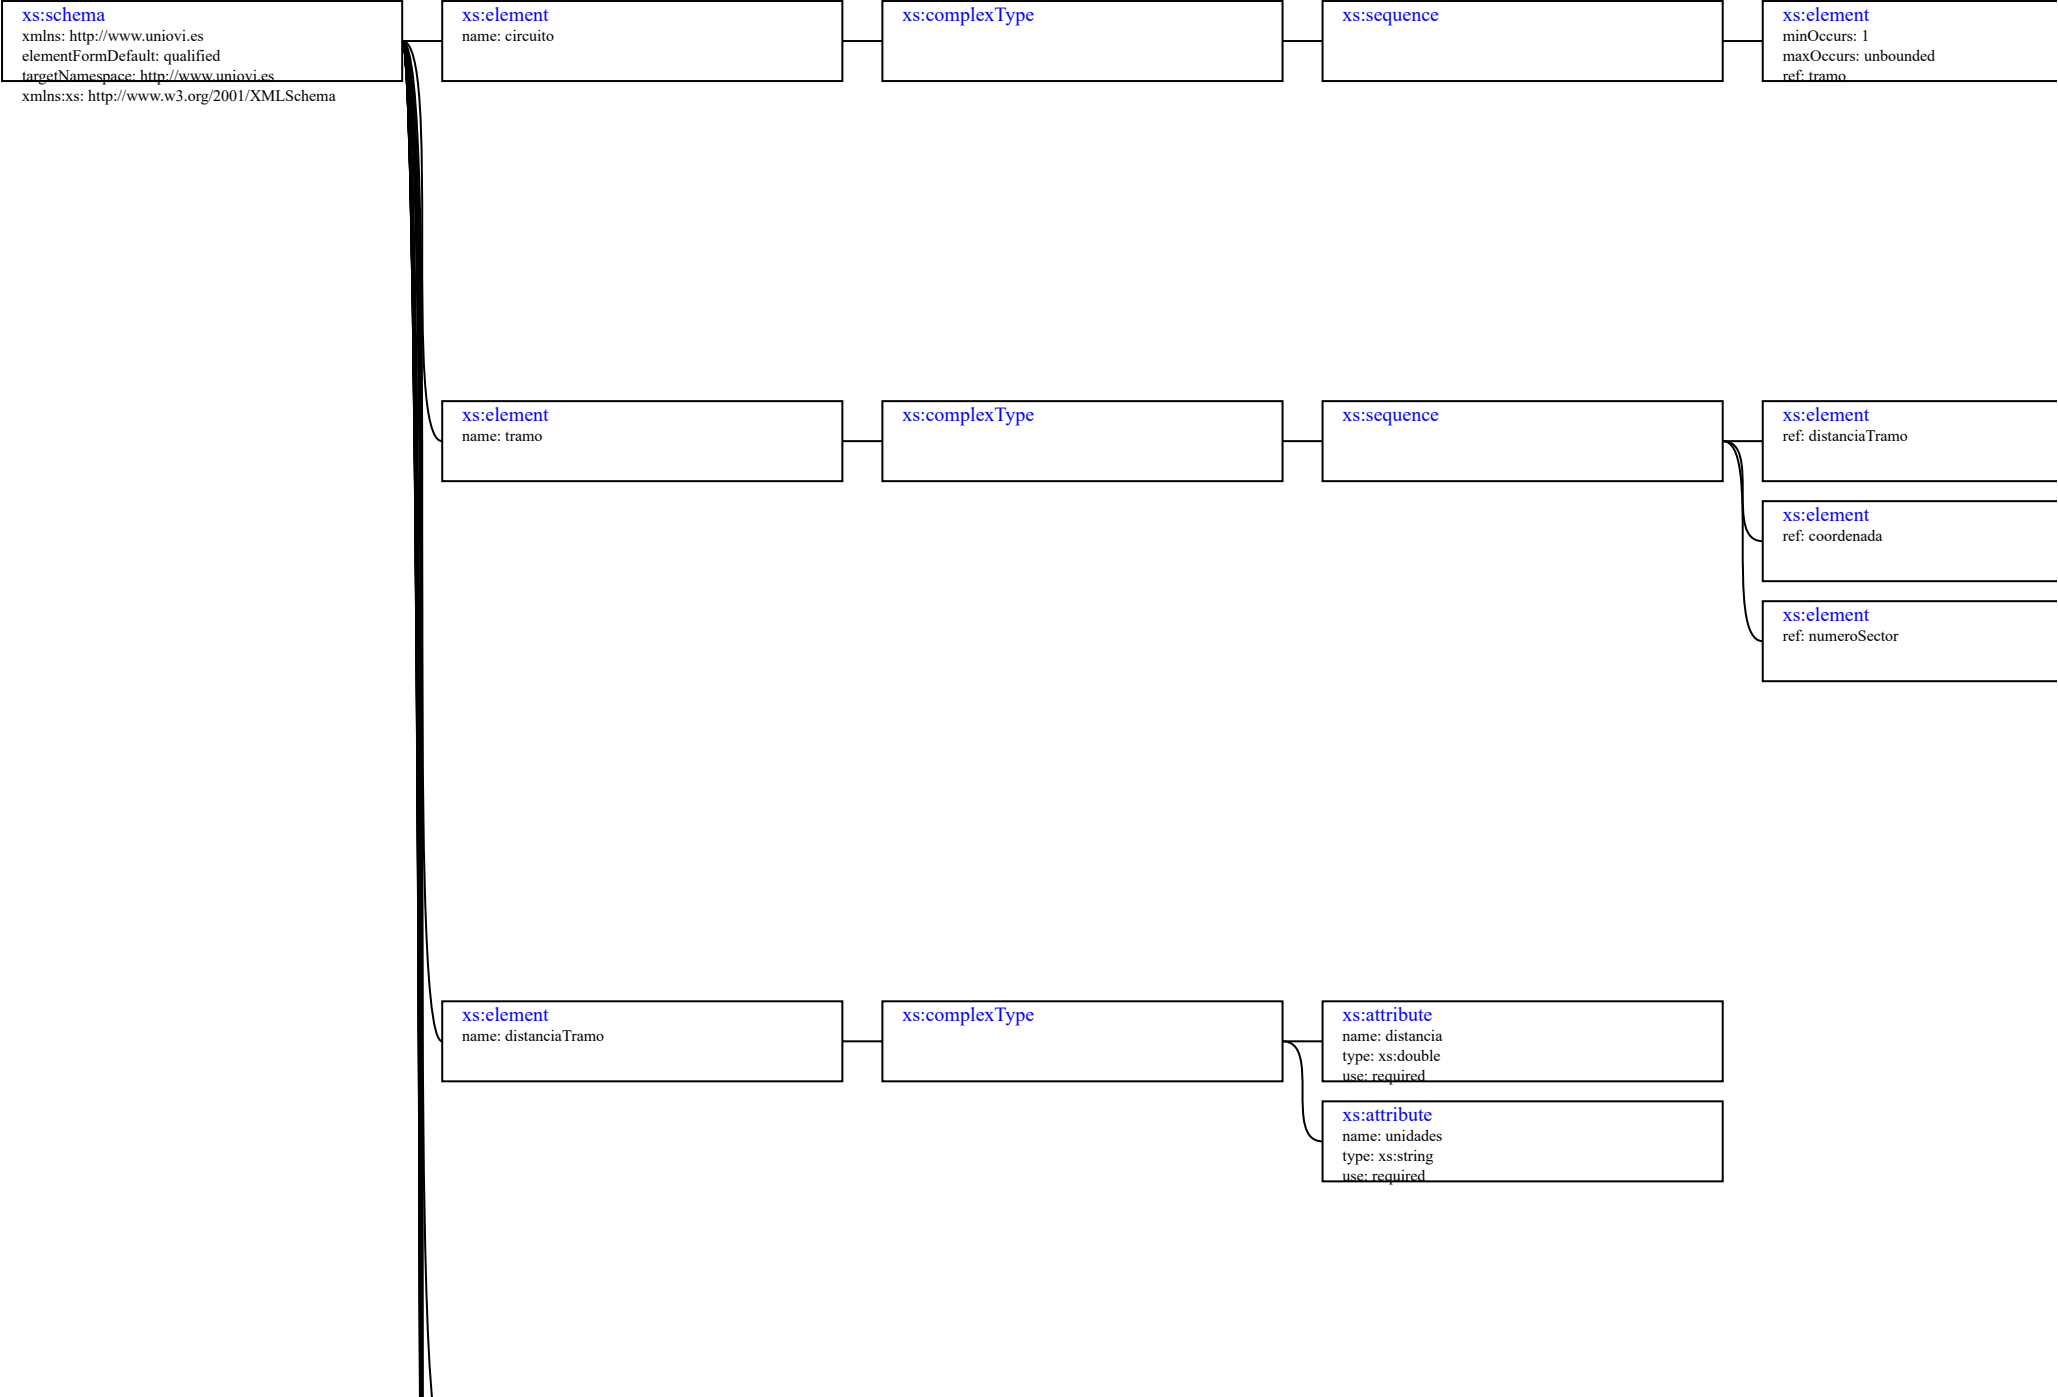 xs:schema
xmlns: http://www.uniovi.es
elementFormDefault: qualified
targetNamespace: http://www.uniovi.es
xmlns:xs: http://www.w3.org/2001/XMLSchema
xs:element
name: circuito
xs:complexType
xs:sequence
xs:element
minOccurs: 1
maxOccurs: unbounded
ref: tramo
xs:element
name: tramo
xs:complexType
xs:sequence
xs:element
ref: distanciaTramo
xs:element
ref: coordenada
xs:element
ref: numeroSector
xs:element
name: distanciaTramo
xs:complexType
xs:attribute
name: distancia
type: xs:double
use: required
xs:attribute
name: unidades
type: xs:string
use: required